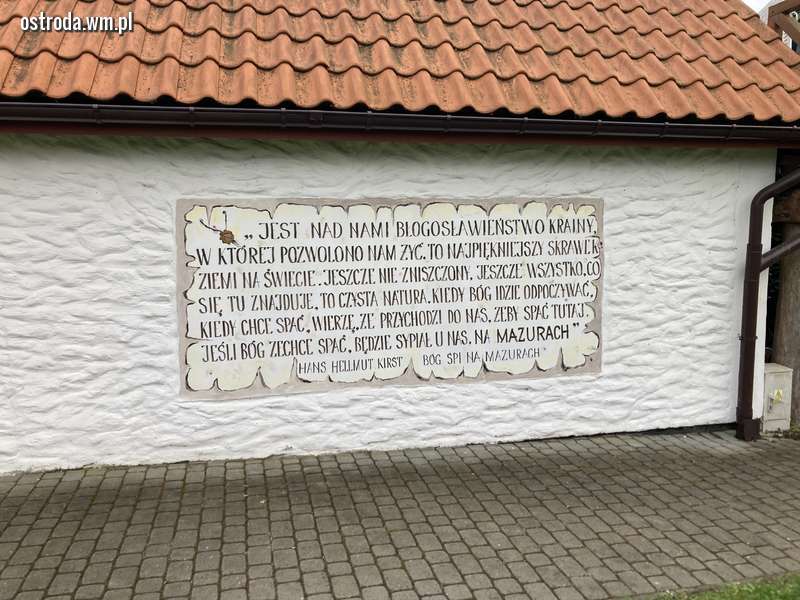 ostroda.wm.pl
„JEST NAD NAMI BŁOGOSŁAWIEŃSTWO KRAINY,
W KTÓREJ POZWOLONO NAM ŻYĆ. TO NAJPIĘKNIEJSZY SKRAWEK
ZIEMI NA ŚWIECIE. JESZCZE NIE ZNISZCZONY. JESZCZE WSZYSTKO, CO
SIĘ TU ZNAJDUJE, TO CZYSTA NATURA. KIEDY BÓG IDZIE ODPOCZYWAĆ,
KIEDY CHCE SPAĆ, WIERZĘ, ŻE PRZYCHODZI DO NAS, ŻEBY SPAĆ TUTAJ.
JEŚLI BÓG ZECHCE SPAĆ, BĘDZIE SYPIAŁ U NAS, NA MAZURACH"
HANS HELLMUT KIRST „BÓG ŚPI NA MAZURACH"